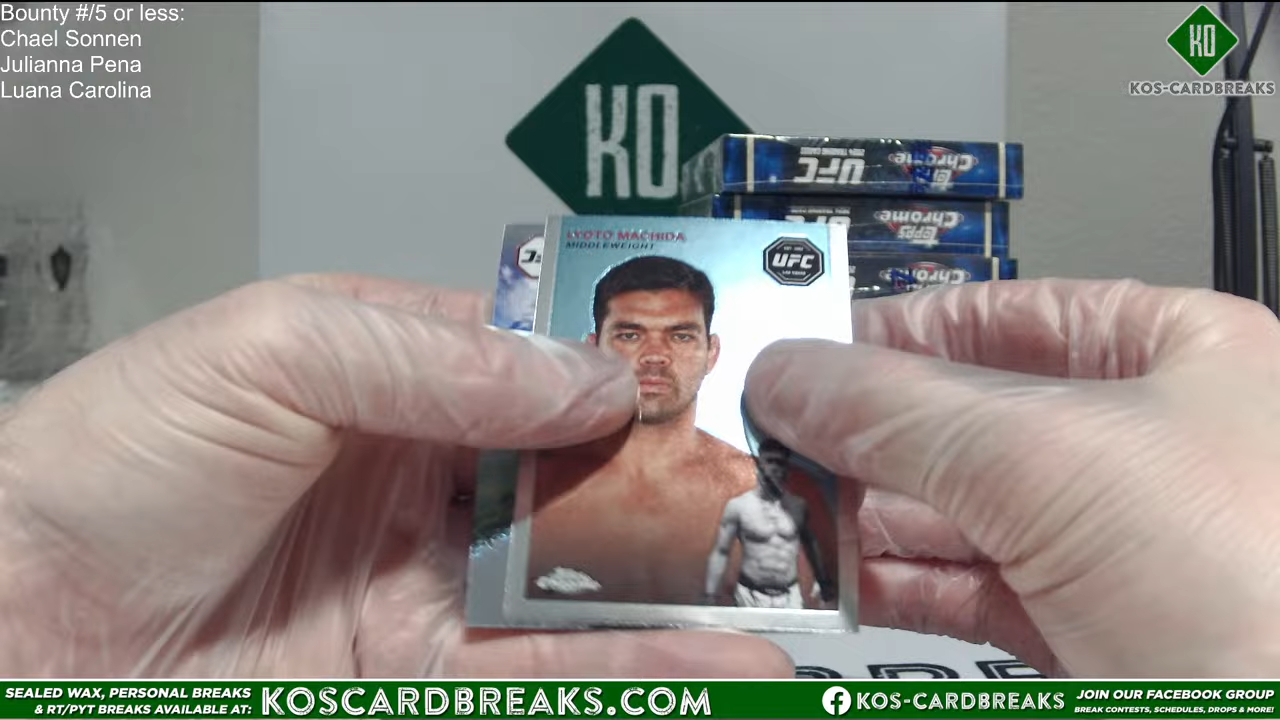 Bounty #/5 or less:
Chael Sonnen
Julianna Pena
Luana Carolina
KO
KOS-CARDBREAKS
KO
UFC
Chrome
Chrome
Chrome
LYOTO MACHIDA
MIDDLEWEIGHT
UFC
SEALED WAX, PERSONAL BREAKS
& RT/PYT BREAKS AVAILABLE AT:
KOSCARDBREAKS.COM
KOS-CARDBREAKS
JOIN OUR FACEBOOK GROUP
BREAK CONTESTS, SCHEDULES, DROPS & MORE!